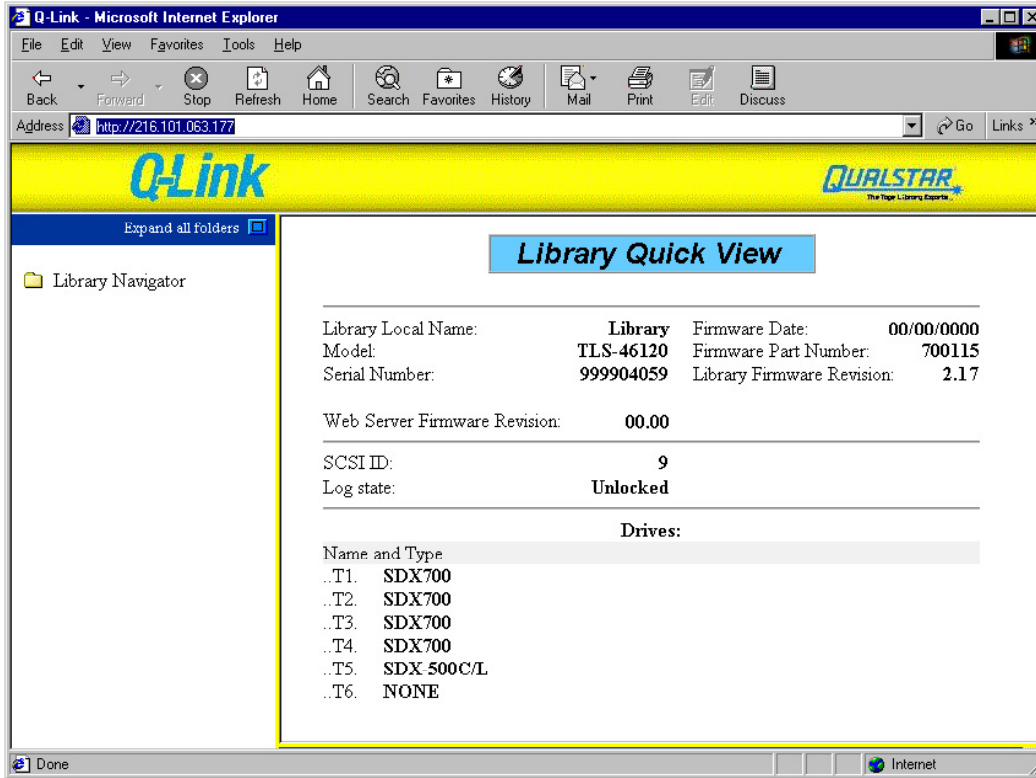 Q-Link - Microsoft Internet Explorer
File Edit View Favorites Tools Help
Back Forward Stop Refresh Home Search Favorites History Mail Print Edit Discuss
Address http://216.101.063.177 Go Links »
Q-Link
QUALSTAR
The Tape Library Experts
Expand all folders
Library Navigator
Library Quick View
Library Local Name: Library Firmware Date: 00/00/0000
Model: TLS-46120 Firmware Part Number: 700115
Serial Number: 999904059 Library Firmware Revision: 2.17
Web Server Firmware Revision: 00.00
SCSI ID: 9
Log state: Unlocked
Drives:
Name and Type
..T1. SDX700
..T2. SDX700
..T3. SDX700
..T4. SDX700
..T5. SDX-500C/L
..T6. NONE
Done Internet